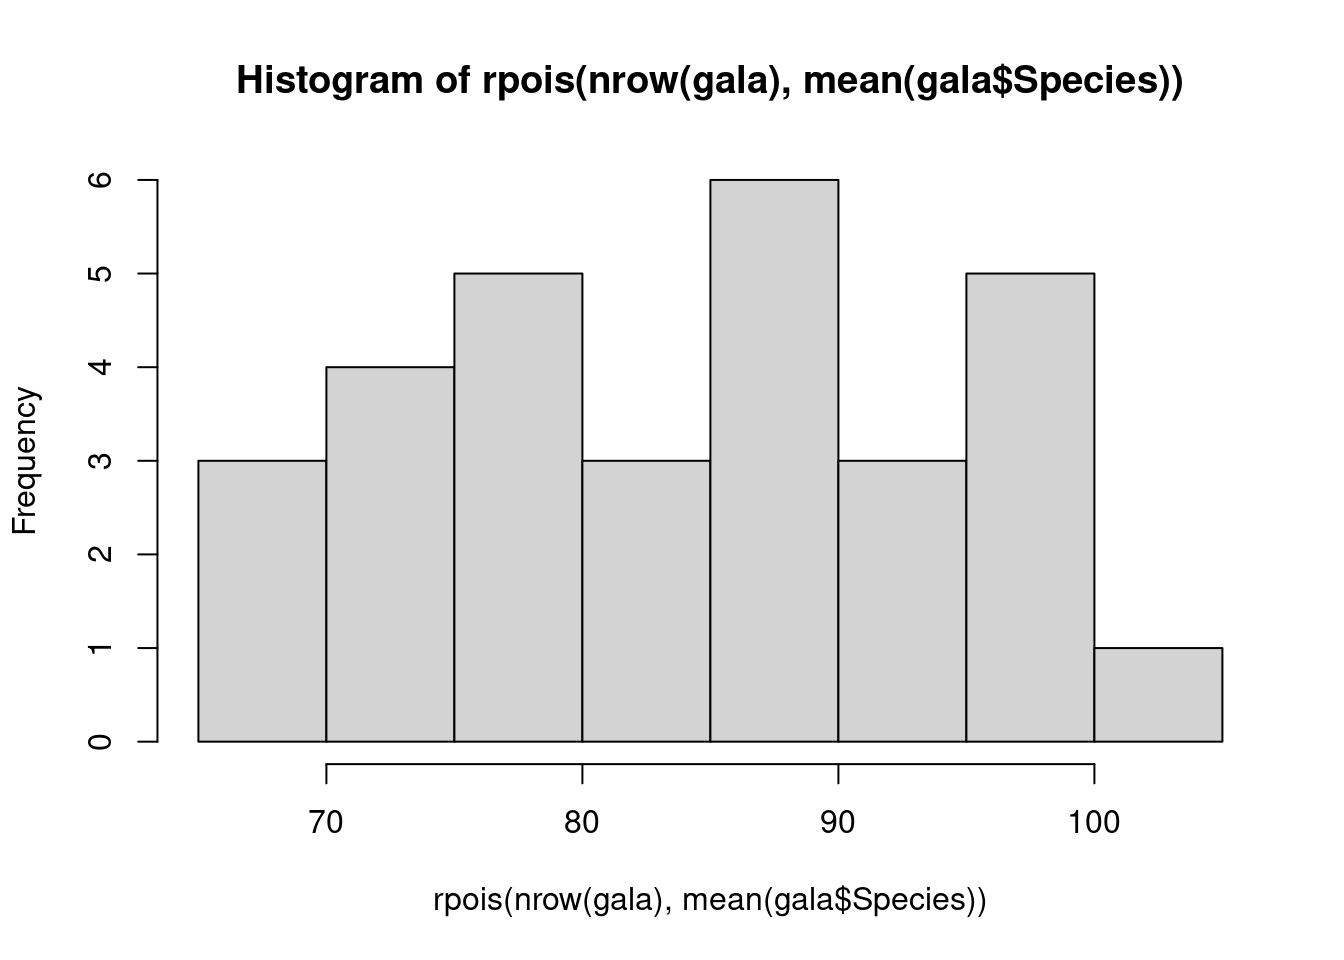 Histogram of rpois(nrow(gala), mean(gala$Species))
6
5
4
3
2
1
0
Frequency
70 80 90 100
rpois(nrow(gala), mean(gala$Species))